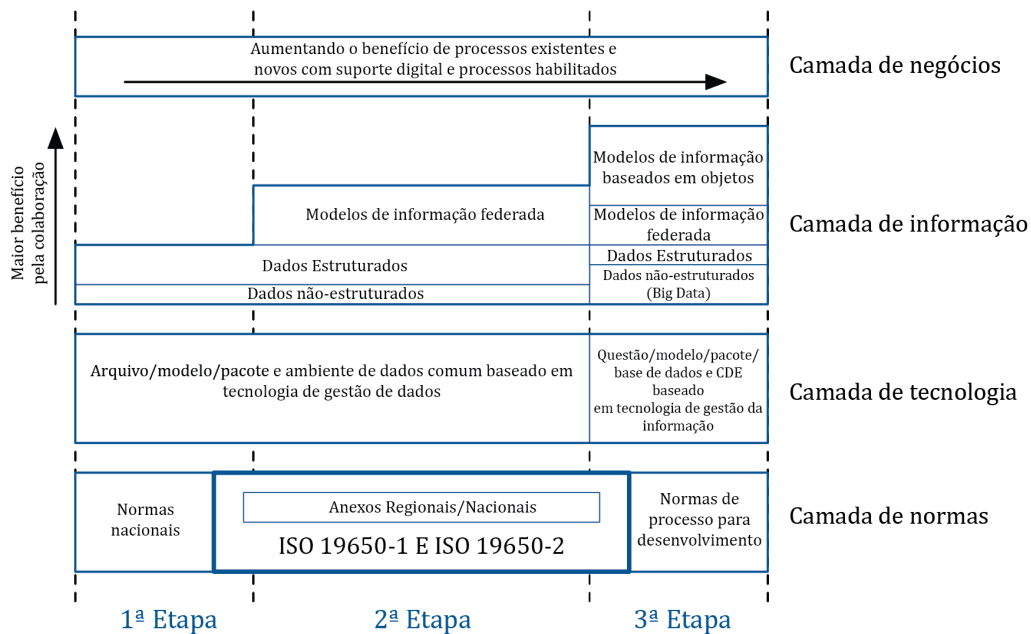 Aumentando o benefício de processos existentes e
novos com suporte digital e processos habilitados
Camada de negócios
Maior benefício
pela colaboração
Modelos de informação
baseados em objetos
Modelos de informação federada
Modelos de informação
federada
Camada de informação
Dados Estruturados
Dados Estruturados
Dados não-estruturados
Dados não-estruturados
(Big Data)
Arquivo/modelo/pacote e ambiente de dados comum baseado em
tecnologia de gestão de dados
Questão/modelo/pacote/
base de dados e CDE
baseado
em tecnologia de gestão da
informação
Camada de tecnologia
Normas
nacionais
Anexos Regionais/Nacionais
ISO 19650-1 E ISO 19650-2
Normas de
processo para
desenvolvimento
Camada de normas
1ª Etapa
2ª Etapa
3ª Etapa